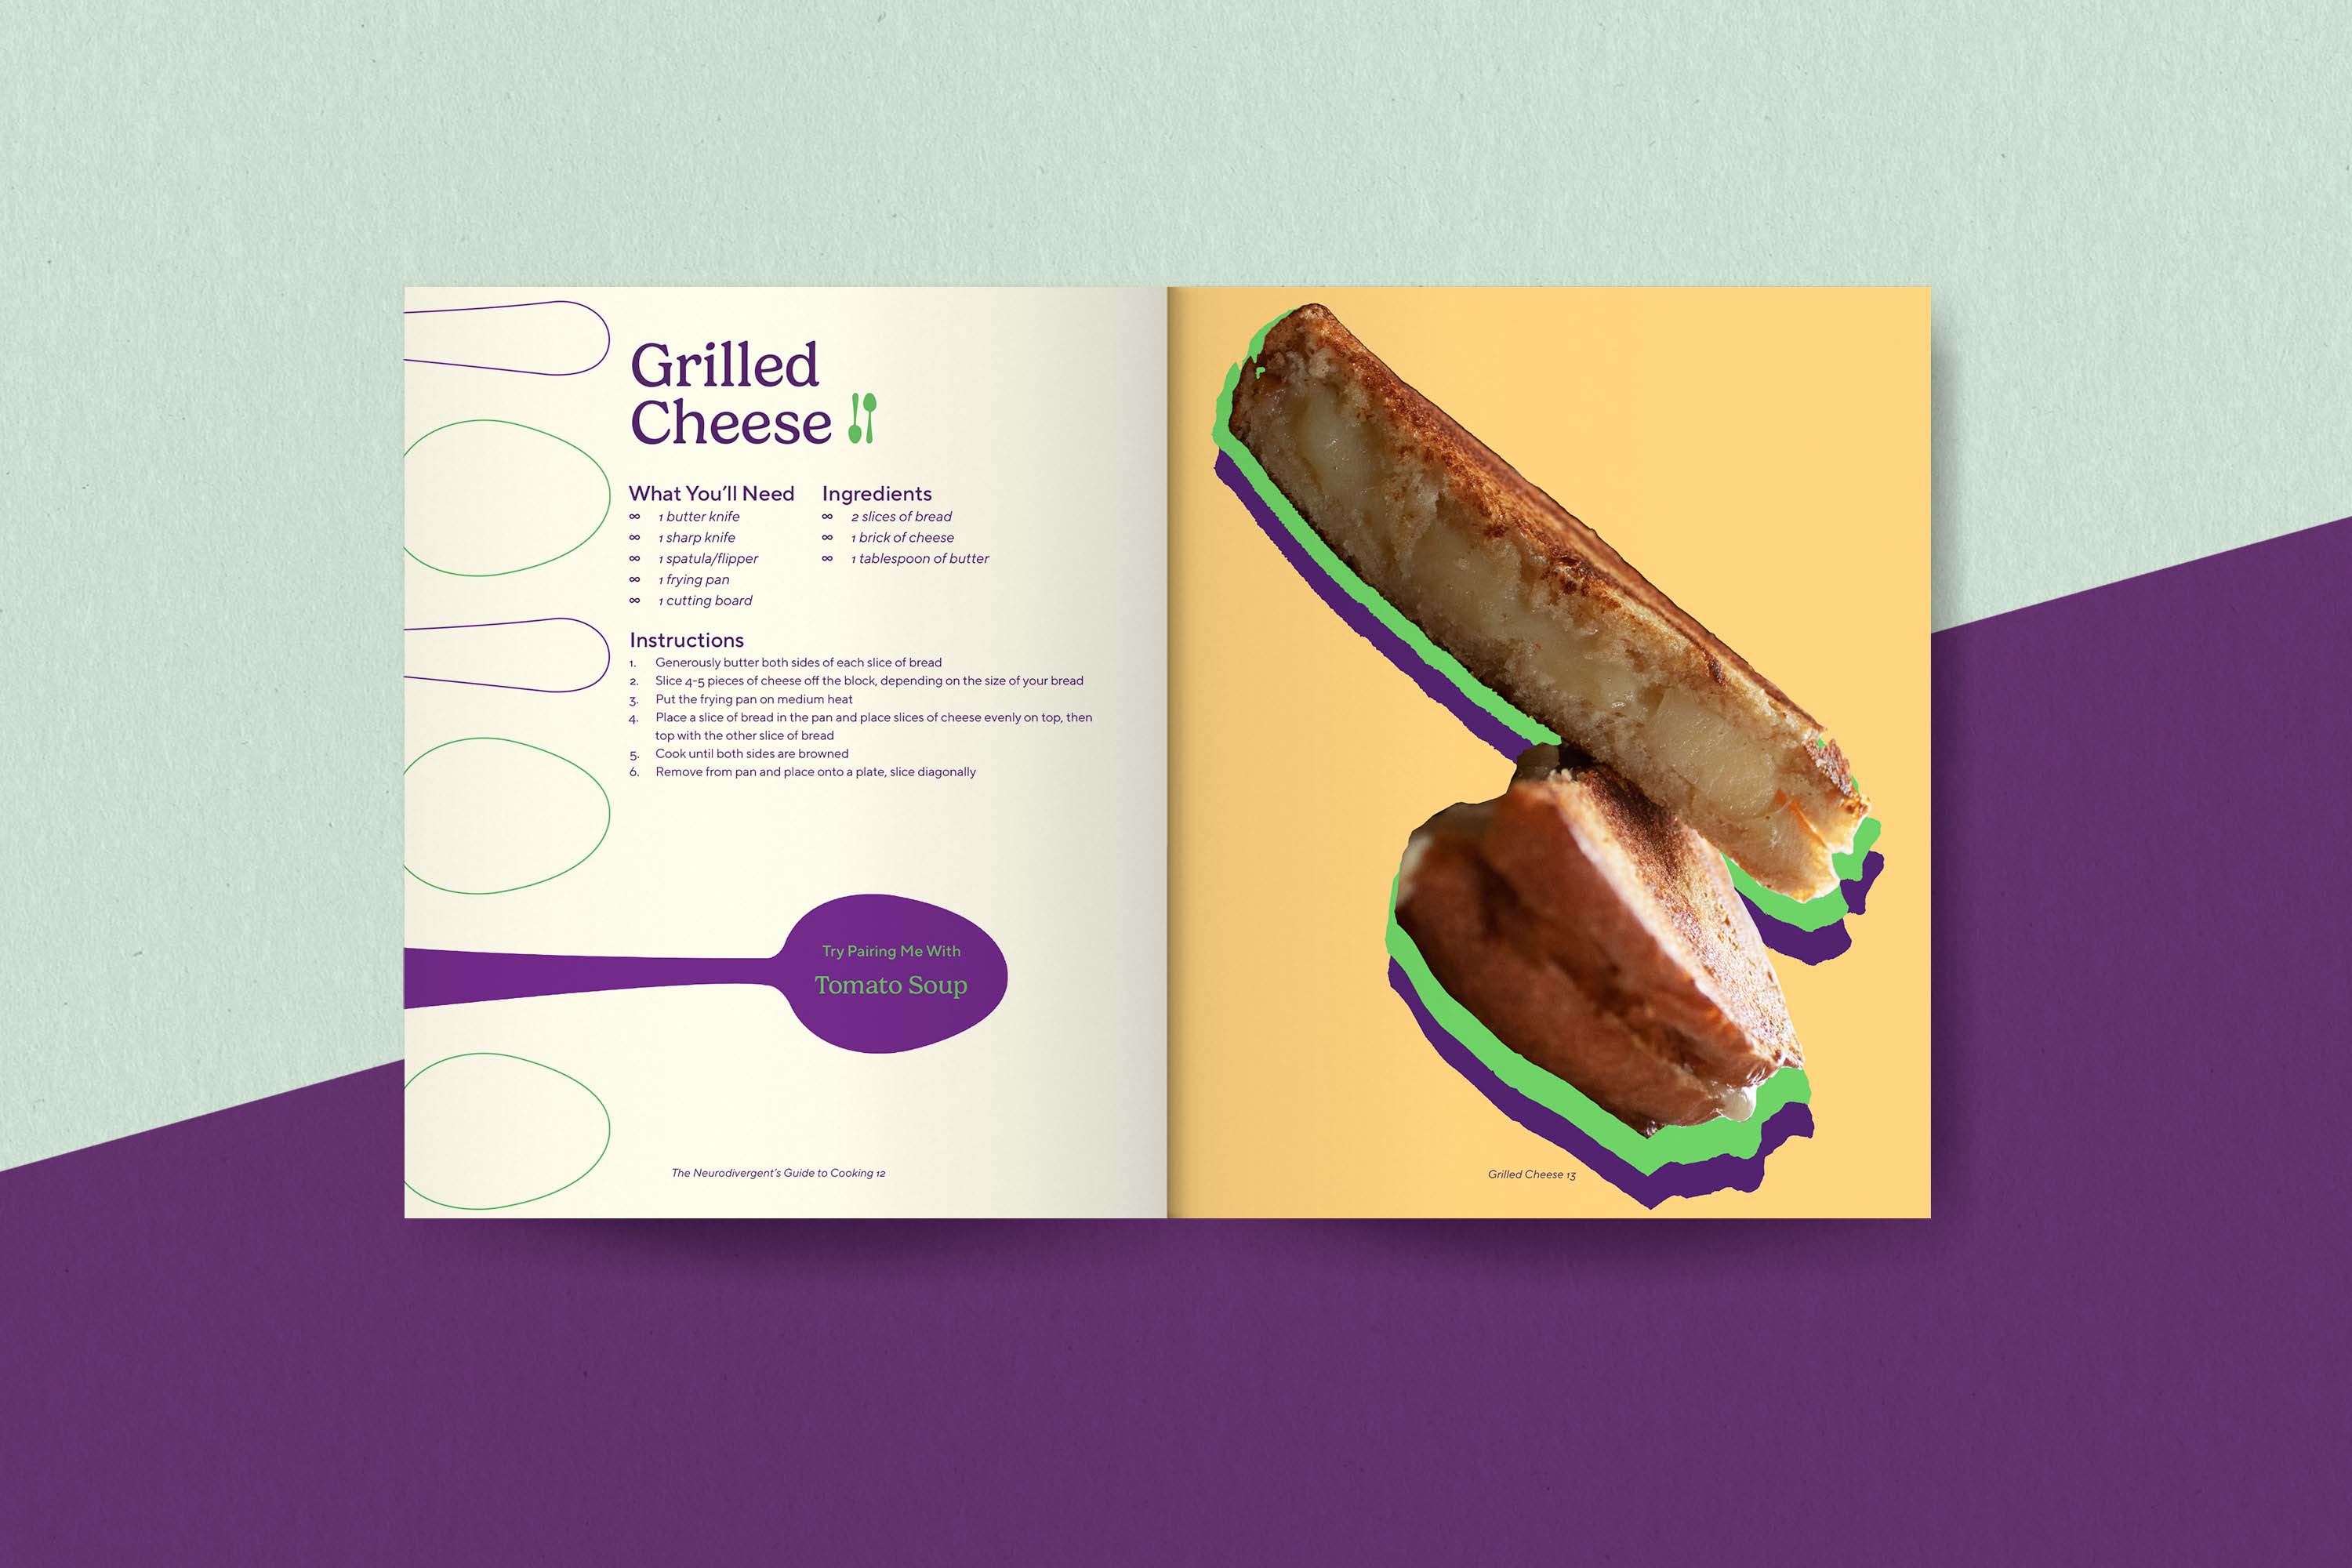 Grilled
Cheese
What You’ll Need
∞ 1 butter knife
∞ 1 sharp knife
∞ 1 spatula/flipper
∞ 1 frying pan
∞ 1 cutting board
Ingredients
∞ 2 slices of bread
∞ 1 brick of cheese
∞ 1 tablespoon of butter
Instructions
1. Generously butter both sides of each slice of bread
2. Slice 4-5 pieces of cheese off the block, depending on the size of your bread
3. Put the frying pan on medium heat
4. Place a slice of bread in the pan and place slices of cheese evenly on top, then
top with the other slice of bread
5. Cook until both sides are browned
6. Remove from pan and place onto a plate, slice diagonally
Try Pairing Me With
Tomato Soup
The Neurodivergent’s Guide to Cooking 12
Grilled Cheese 13